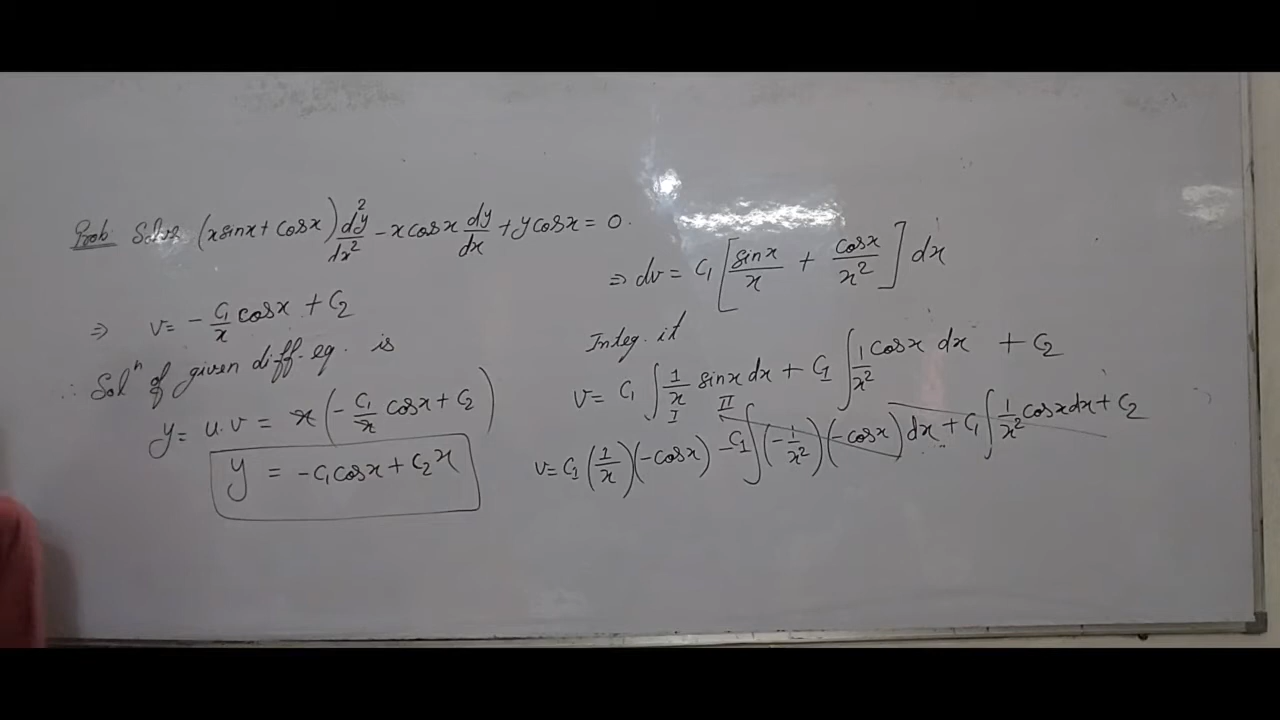 Prob. Solve (x sinx + cosx) d²y/dx² - x cosx dy/dx + y cosx = 0.
⇒ v = - C₁/x cosx + C₂
∴ Solⁿ of given diff. eq. is
y = u.v = x (- C₁/x cosx + C₂)
y = -C₁cosx + C₂x
⇒ dv = C₁ [sinx/x + cosx/x²] dx
Integ. it
v = C₁ ∫ 1/x sinx dx + C₁ ∫ 1/x² cosx dx + C₂
I II
v = C₁ (1/x)(-cosx) - C₁ ∫ (-1/x²)(-cosx) dx + C₁ ∫ 1/x² cosx dx + C₂